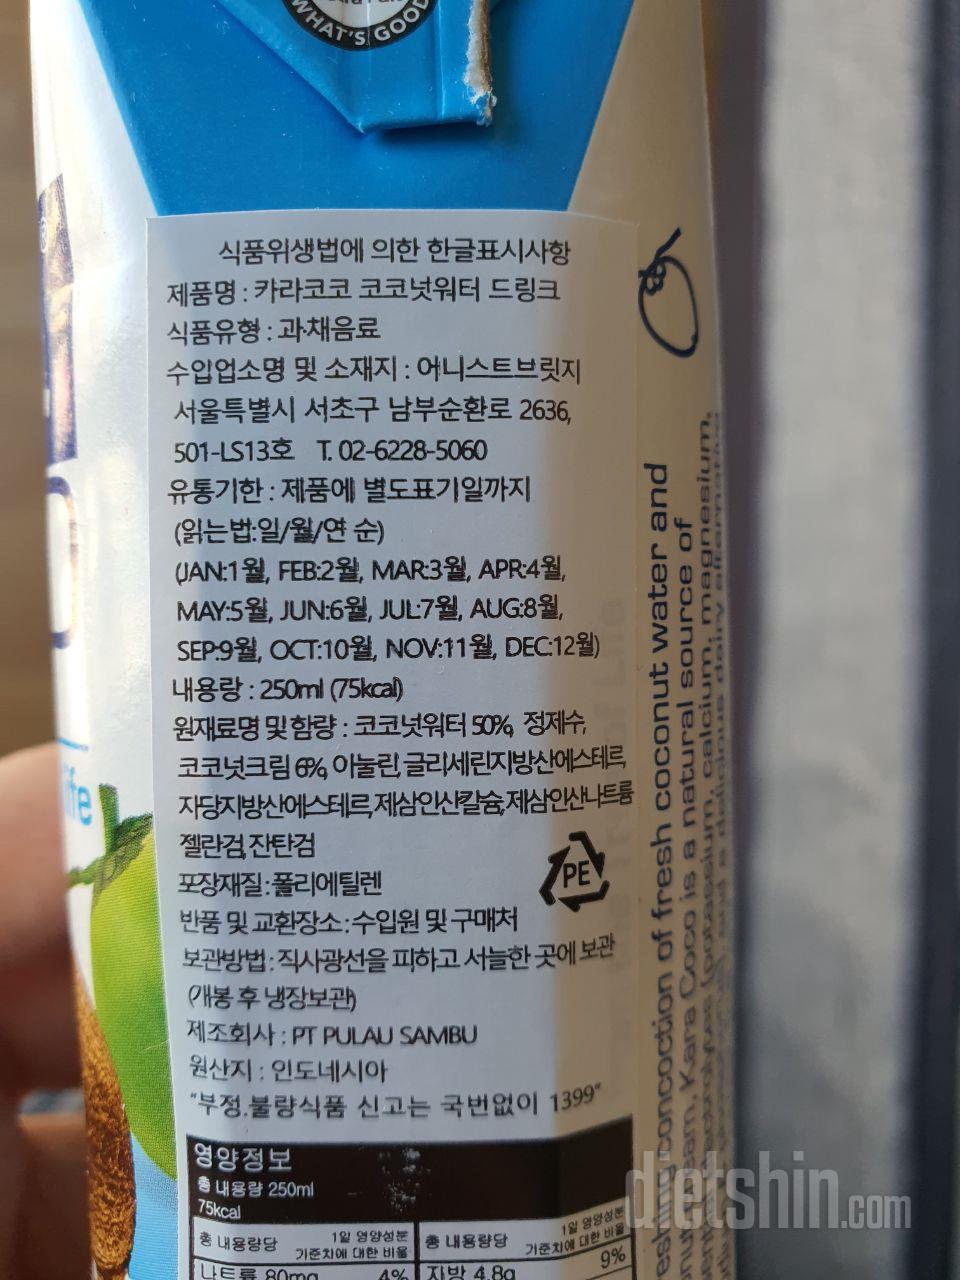 WHAT'S GOOD
식품위생법에 의한 한글표시사항
제품명 : 카라코코 코코넛워터 드링크
식품유형 : 과·채음료
수입업소명 및 소재지 : 어니스트브릿지
서울특별시 서초구 남부순환로 2636,
501-LS13호 T. 02-6228-5060
유통기한 : 제품에 별도표기일까지
(읽는법:일/월/연 순)
(JAN:1월, FEB:2월, MAR:3월, APR:4월,
MAY:5월, JUN:6월, JUL:7월, AUG:8월,
SEP:9월, OCT:10월, NOV:11월, DEC:12월)
내용량 : 250ml (75kcal)
원재료명 및 함량 : 코코넛워터 50%, 정제수,
코코넛크림 6%, 이눌린, 글리세린지방산에스테르,
자당지방산에스테르,제삼인산칼슘,제삼인산나트륨
젤란검,잔탄검
포장재질:폴리에틸렌
PE
반품 및 교환장소:수입원 및 구매처
보관방법:직사광선을 피하고 서늘한 곳에 보관
(개봉 후 냉장보관)
제조회사 : PT PULAU SAMBU
원산지 : 인도네시아
"부정.불량식품 신고는 국번없이 1399"
영양정보
총 내용량 250ml
75kcal
총 내용량당 1일 영양성분 기준치에 대한 비율 총 내용량당 1일 영양성분 기준치에 대한 비율
나트륨 80mg 4% 지방 4.8g 9%
life
concoction of fresh coconut water and
Kara Coco is a natural source of
(potassium, calcium, magnesium,
and a delicious dairy alternative
dietshin.com